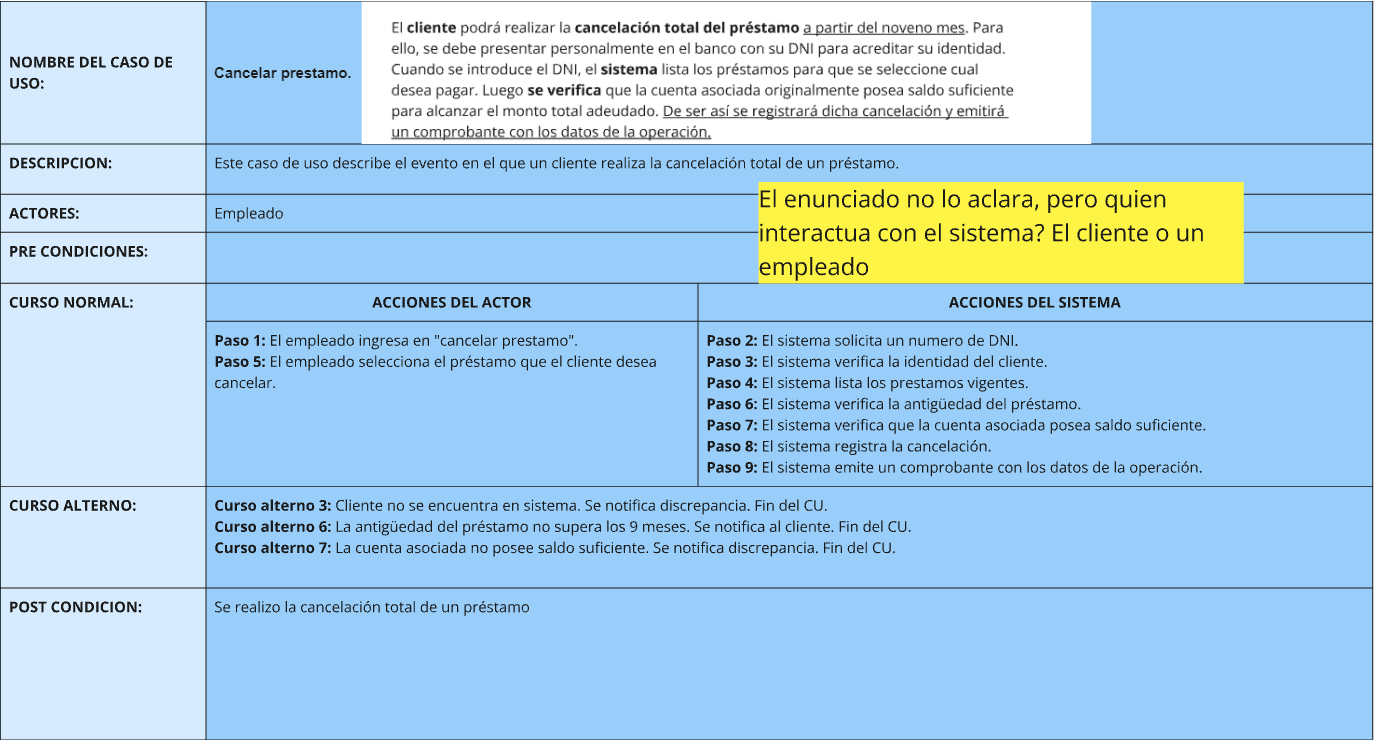 NOMBRE DEL CASO DE
USO:
Cancelar prestamo.
El cliente podrá realizar la cancelación total del préstamo a partir del noveno mes. Para
ello, se debe presentar personalmente en el banco con su DNI para acreditar su identidad.
Cuando se introduce el DNI, el sistema lista los préstamos para que se seleccione cual
desea pagar. Luego se verifica que la cuenta asociada originalmente posea saldo suficiente
para alcanzar el monto total adeudado. De ser así se registrará dicha cancelación y emitirá
un comprobante con los datos de la operación.
DESCRIPCION:
Este caso de uso describe el evento en el que un cliente realiza la cancelación total de un préstamo.
ACTORES:
Empleado
El enunciado no lo aclara, pero quien
interactua con el sistema? El cliente o un
empleado
PRE CONDICIONES:
CURSO NORMAL:
ACCIONES DEL ACTOR
ACCIONES DEL SISTEMA
Paso 1: El empleado ingresa en "cancelar prestamo".
Paso 5: El empleado selecciona el préstamo que el cliente desea
cancelar.
Paso 2: El sistema solicita un numero de DNI.
Paso 3: El sistema verifica la identidad del cliente.
Paso 4: El sistema lista los prestamos vigentes.
Paso 6: El sistema verifica la antigüedad del préstamo.
Paso 7: El sistema verifica que la cuenta asociada posea saldo suficiente.
Paso 8: El sistema registra la cancelación.
Paso 9: El sistema emite un comprobante con los datos de la operación.
CURSO ALTERNO:
Curso alterno 3: Cliente no se encuentra en sistema. Se notifica discrepancia. Fin del CU.
Curso alterno 6: La antigüedad del préstamo no supera los 9 meses. Se notifica al cliente. Fin del CU.
Curso alterno 7: La cuenta asociada no posee saldo suficiente. Se notifica discrepancia. Fin del CU.
POST CONDICION:
Se realizo la cancelación total de un préstamo